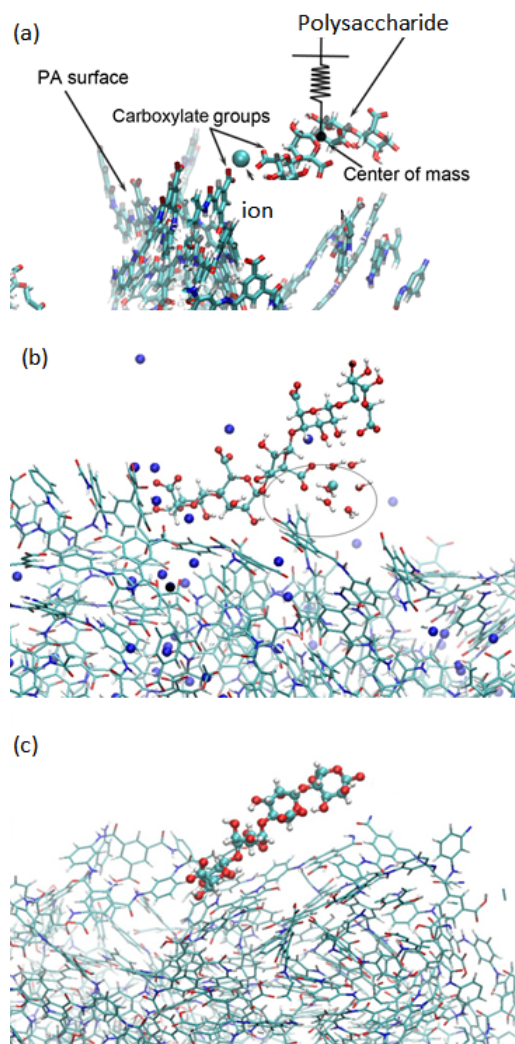 (a)
Polysaccharide
PA surface
Carboxylate groups
Center of mass
ion
(b)
(c)